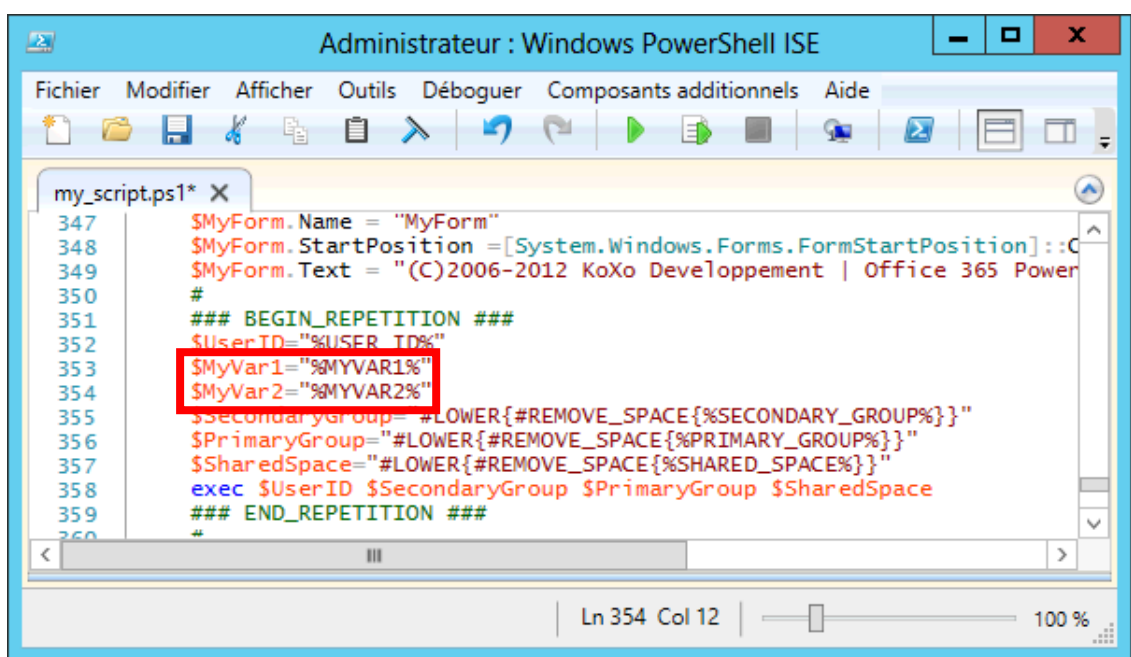 Administrateur : Windows PowerShell ISE
Fichier Modifier Afficher Outils Déboguer Composants additionnels Aide
my_script.ps1* X
347 $MyForm.Name = "MyForm"
348 $MyForm.StartPosition =[System.Windows.Forms.FormStartPosition]::C
349 $MyForm.Text = "(C)2006-2012 KoXo Developpement | Office 365 Power
350 #
351 ### BEGIN_REPETITION ###
352 $UserID="%USER_ID%"
353 $MyVar1="%MYVAR1%"
354 $MyVar2="%MYVAR2%"
355 $SecondaryGroup="#LOWER{#REMOVE_SPACE{%SECONDARY_GROUP%}}"
356 $PrimaryGroup="#LOWER{#REMOVE_SPACE{%PRIMARY_GROUP%}}"
357 $SharedSpace="#LOWER{#REMOVE_SPACE{%SHARED_SPACE%}}"
358 exec $UserID $SecondaryGroup $PrimaryGroup $SharedSpace
359 ### END_REPETITION ###
360 #
Ln 354 Col 12 100 %